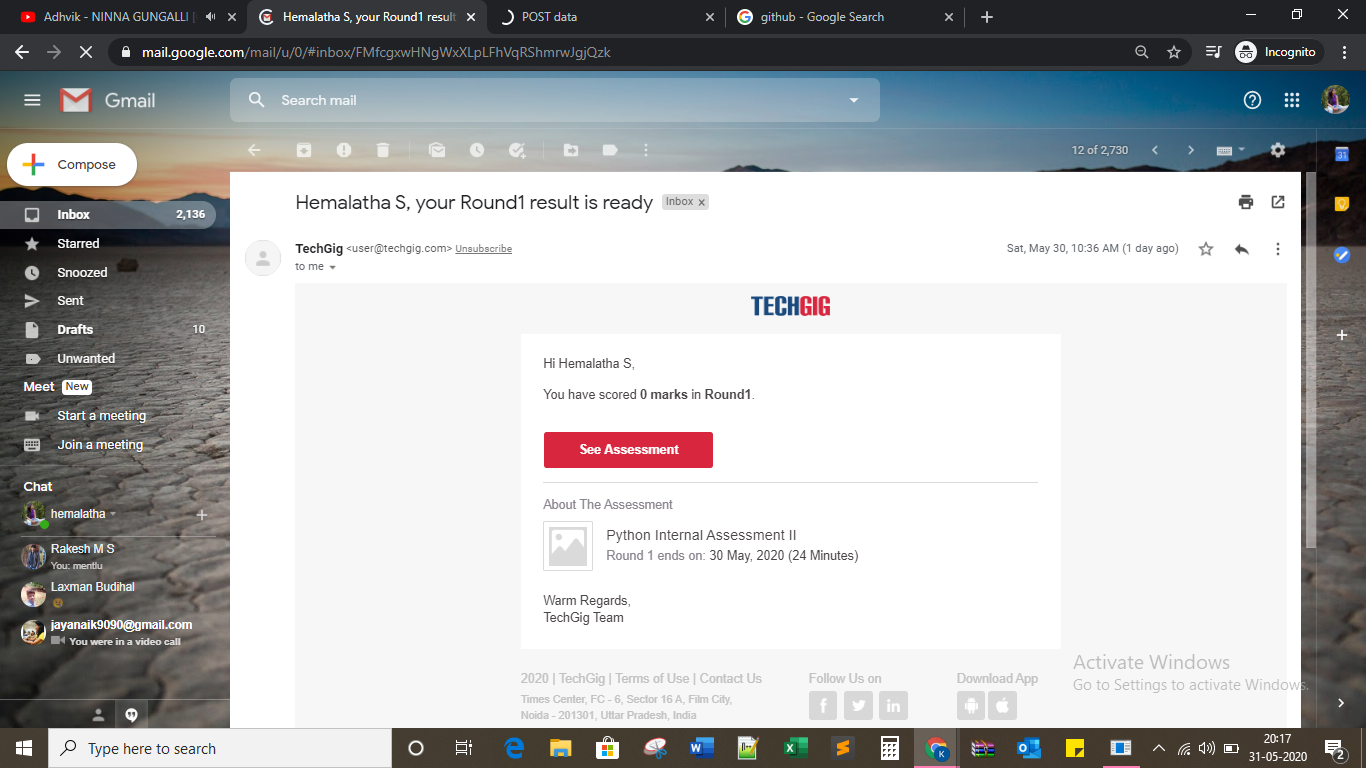 Adhvik - NINNA GUNGALLI
Hemalatha S, your Round1 result
POST data
github - Google Search
mail.google.com/mail/u/0/#inbox/FMfcgxwHNgWxXLpLFhVqRShmrwJgjQzk
Incognito
Gmail
Search mail
Compose
12 of 2,730
Inbox 2,136
Starred
Snoozed
Sent
Drafts 10
Unwanted
Meet New
Start a meeting
Join a meeting
Chat
hemalatha
Rakesh M S
You: mentlu
Laxman Budihal
jayanaik9090@gmail.com
You were in a video call
Hemalatha S, your Round1 result is ready Inbox x
TechGig <user@techgig.com> Unsubscribe
Sat, May 30, 10:36 AM (1 day ago)
to me
31
TECHGIG
Hi Hemalatha S,
You have scored 0 marks in Round1.
See Assessment
About The Assessment
Python Internal Assessment II
Round 1 ends on: 30 May, 2020 (24 Minutes)
Warm Regards,
TechGig Team
2020 | TechGig | Terms of Use | Contact Us
Times Center, FC - 6, Sector 16 A, Film City,
Noida - 201301, Uttar Pradesh, India
Follow Us on
Download App
Activate Windows
Go to Settings to activate Windows.
Type here to search
K
20:17
31-05-2020
2